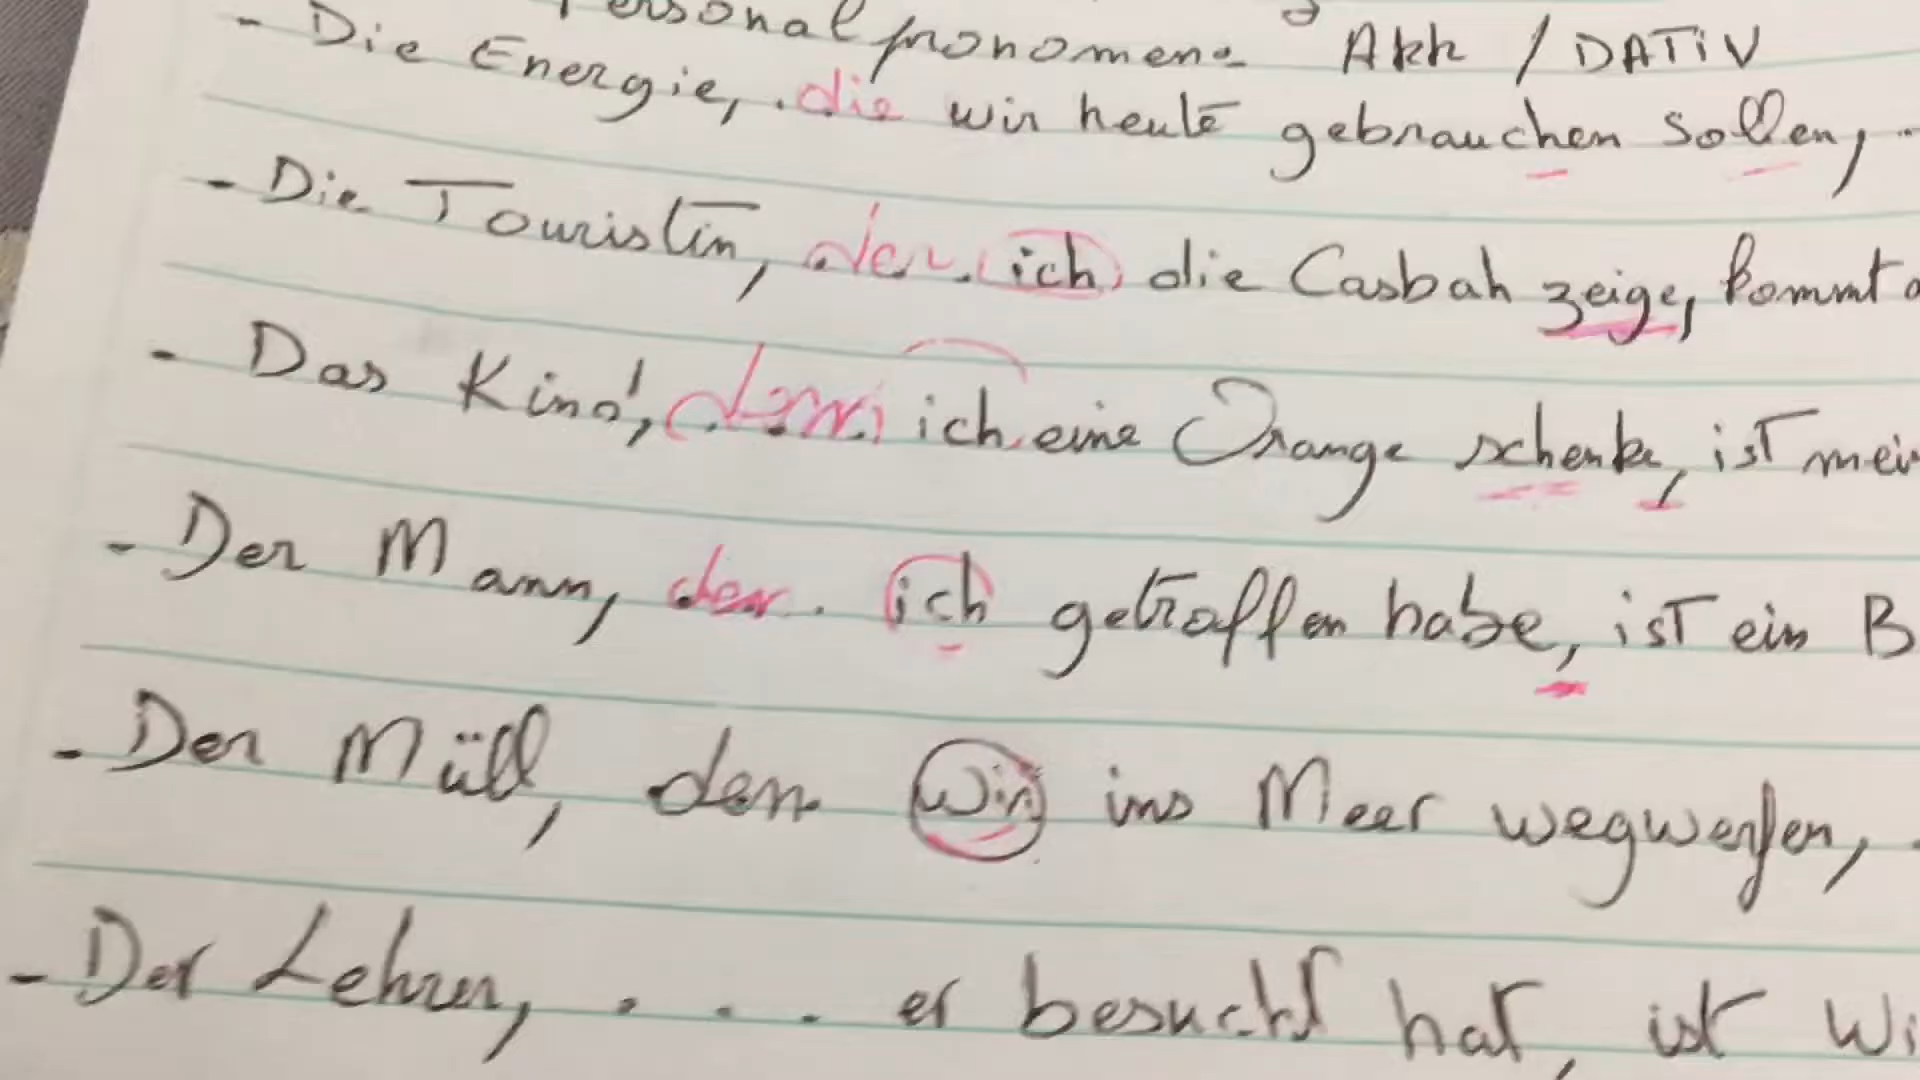 Personalpronomen Akk / DATiV
- Die Energie, die wir heute gebrauchen sollen,
- Die Touristin, der ich die Casbah zeige, kommt
- Das Kind, dem ich eine Orange schenke, ist mein
- Der Mann, den ich getroffen habe, ist ein B
- Der Müll, den wir ins Meer wegwerfen,
- Der Lehrer, . . . er besucht hat, ist Wi